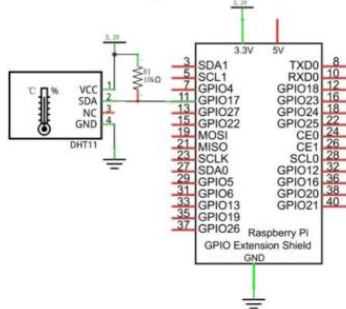 3.3V
3.3V
3.3V 5V
R1
10kΩ
℃ %
VCC 1
SDA 2
NC 3
GND 4
DHT11
3 SDA1
5 SCL1
7 GPIO4
11 GPIO17
13 GPIO27
15 GPIO22
19 MOSI
21 MISO
23 SCLK
27 SDA0
29 GPIO5
31 GPIO6
33 GPIO13
35 GPIO19
37 GPIO26
TXD0 8
RXD0 10
GPIO18 12
GPIO23 16
GPIO24 18
GPIO25 22
CE0 24
CE1 26
SCL0 28
GPIO12 32
GPIO16 36
GPIO20 38
GPIO21 40
Raspberry Pi
GPIO Extension Shield
GND